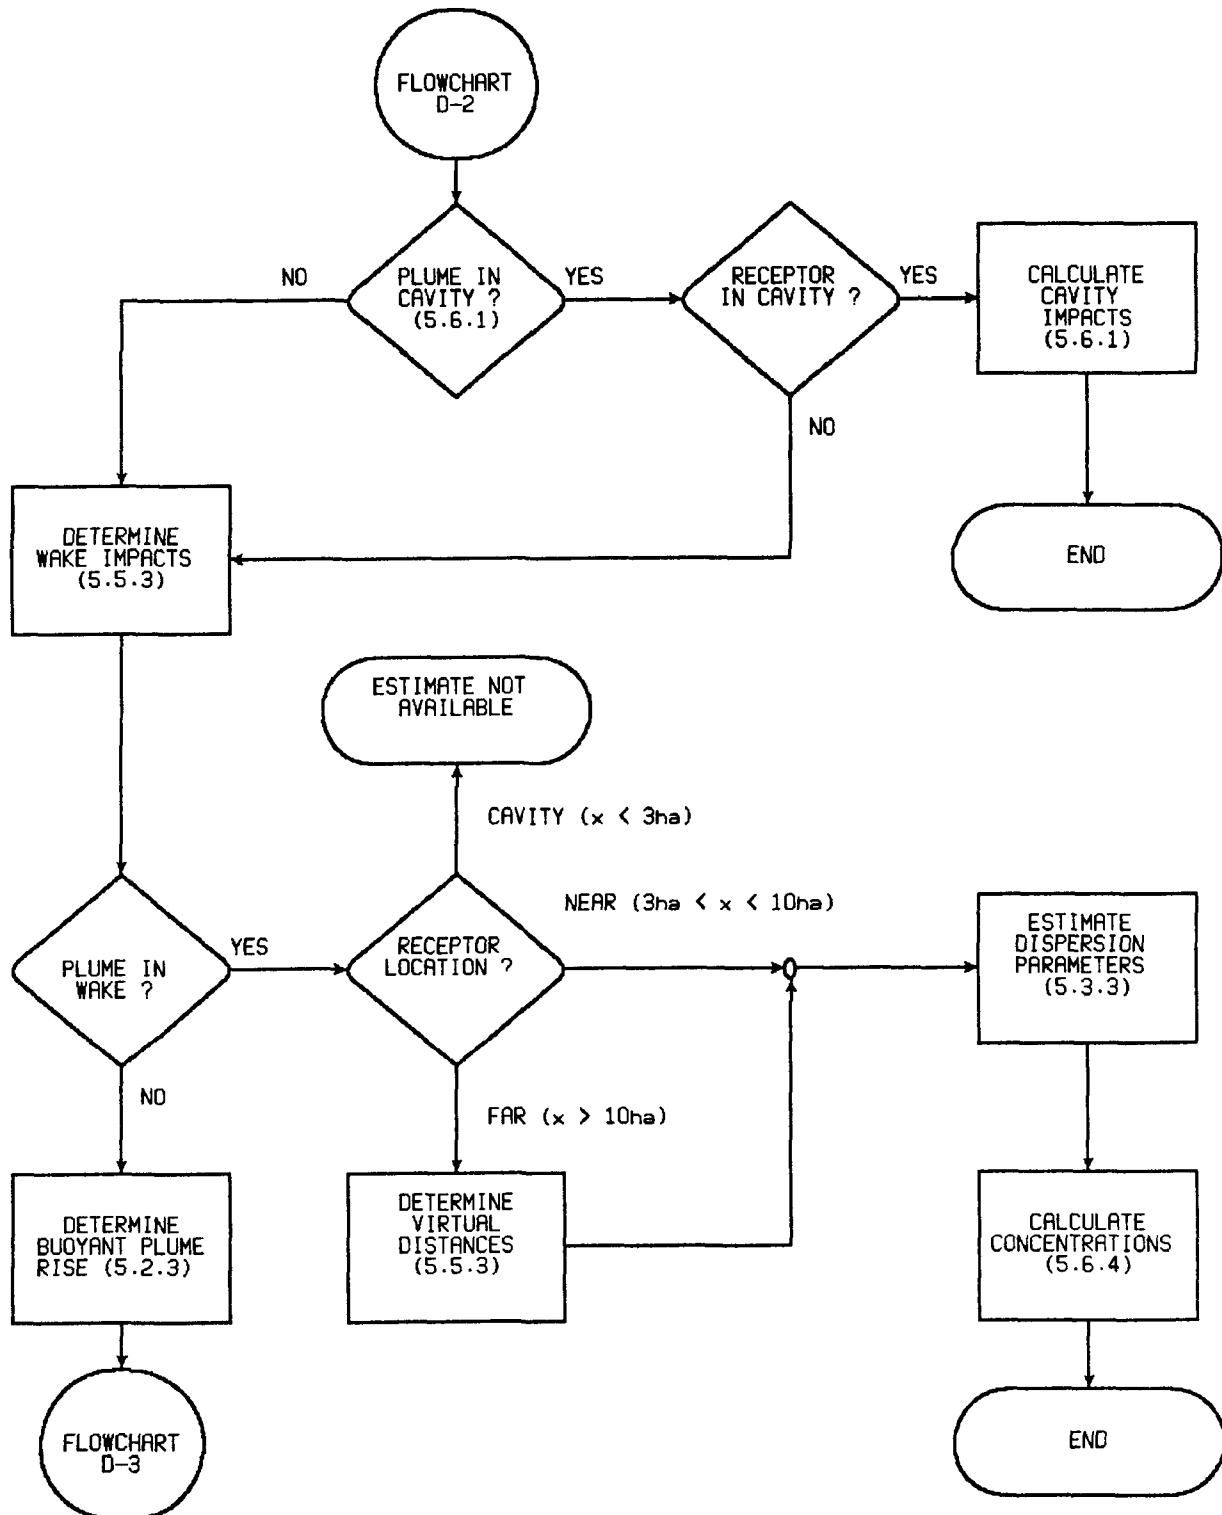 FLOWCHART
D-2
NO
PLUME IN
CAVITY ?
(5.6.1)
YES
RECEPTOR
IN CAVITY ?
YES
CALCULATE
CAVITY
IMPACTS
(5.6.1)
NO
DETERMINE
WAKE IMPACTS
(5.5.3)
END
ESTIMATE NOT
AVAILABLE
CAVITY (x < 3ha)
NEAR (3ha < x < 10ha)
PLUME IN
WAKE ?
YES
RECEPTOR
LOCATION ?
ESTIMATE
DISPERSION
PARAMETERS
(5.3.3)
NO
FAR (x > 10ha)
DETERMINE
BUOYANT PLUME
RISE (5.2.3)
DETERMINE
VIRTUAL
DISTANCES
(5.5.3)
CALCULATE
CONCENTRATIONS
(5.6.4)
FLOWCHART
D-3
END